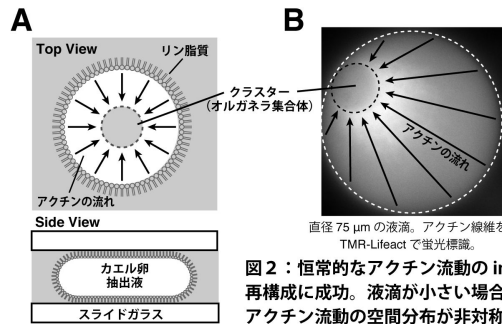 A
Top View
リン脂質
クラスター
(オルガネラ集合体)
アクチンの流れ
Side View
カエル卵
抽出液
スライドガラス
B
アクチンの流れ
直径 75 μm の液滴。アクチン線維を
TMR-Lifeact で蛍光標識。
図2:恒常的なアクチン流動の in
再構成に成功。液滴が小さい場合
アクチン流動の空間分布が非対称